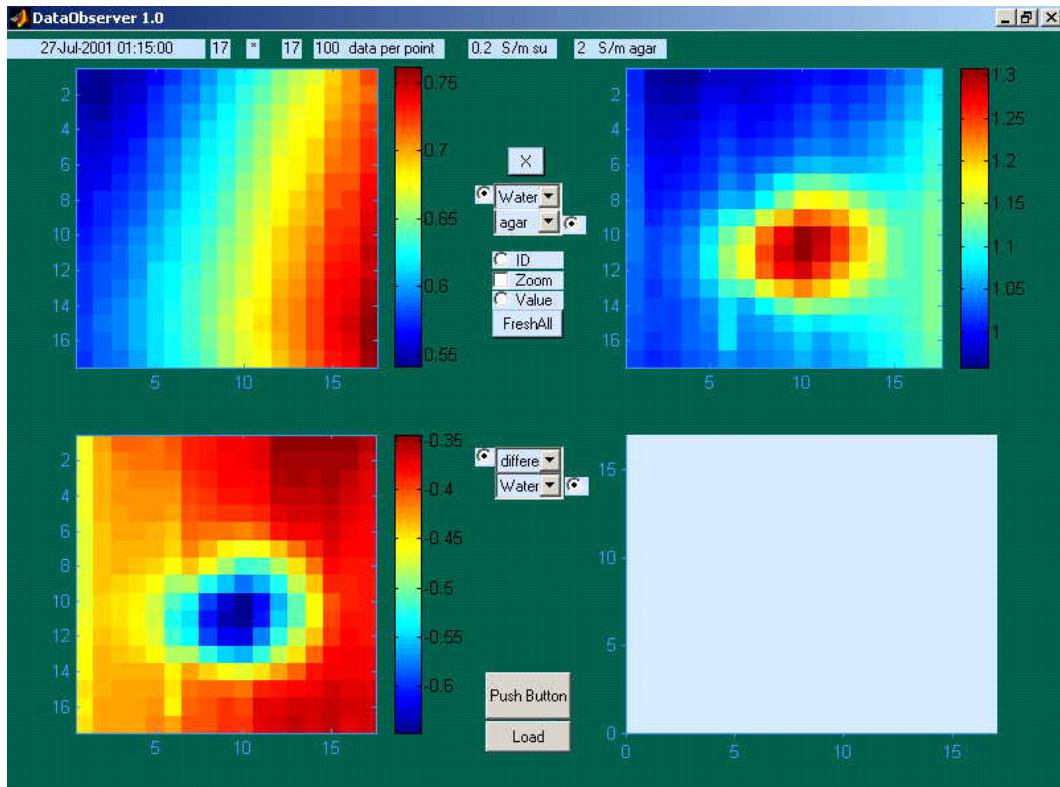 DataObserver 1.0
27-Jul-2001 01:15:00 17 * 17 100 data per point 0.2 S/m su 2 S/m agar
2
4
6
8
10
12
14
16
5 10 15
0.75
0.7
0.65
0.6
0.55
X
Water
agar
ID
Zoom
Value
FreshAll
2
4
6
8
10
12
14
16
5 10 15
1.3
1.25
1.2
1.15
1.1
1.05
1
2
4
6
8
10
12
14
16
5 10 15
-0.35
-0.4
-0.45
-0.5
-0.55
-0.6
differe
Water
Push Button
Load
15
10
5
0
0 5 10 15